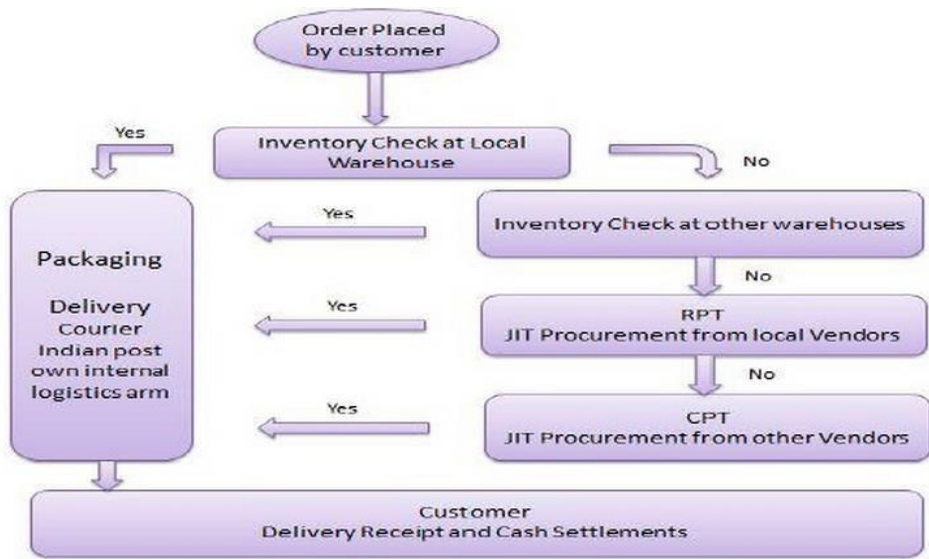 Order Placed
by customer
Yes
Inventory Check at Local
Warehouse
No
Packaging
Delivery
Courier
Indian post
own internal
logistics arm
Yes
Inventory Check at other warehouses
No
Yes
RPT
JIT Procurement from local Vendors
No
Yes
CPT
JIT Procurement from other Vendors
Customer
Delivery Receipt and Cash Settlements